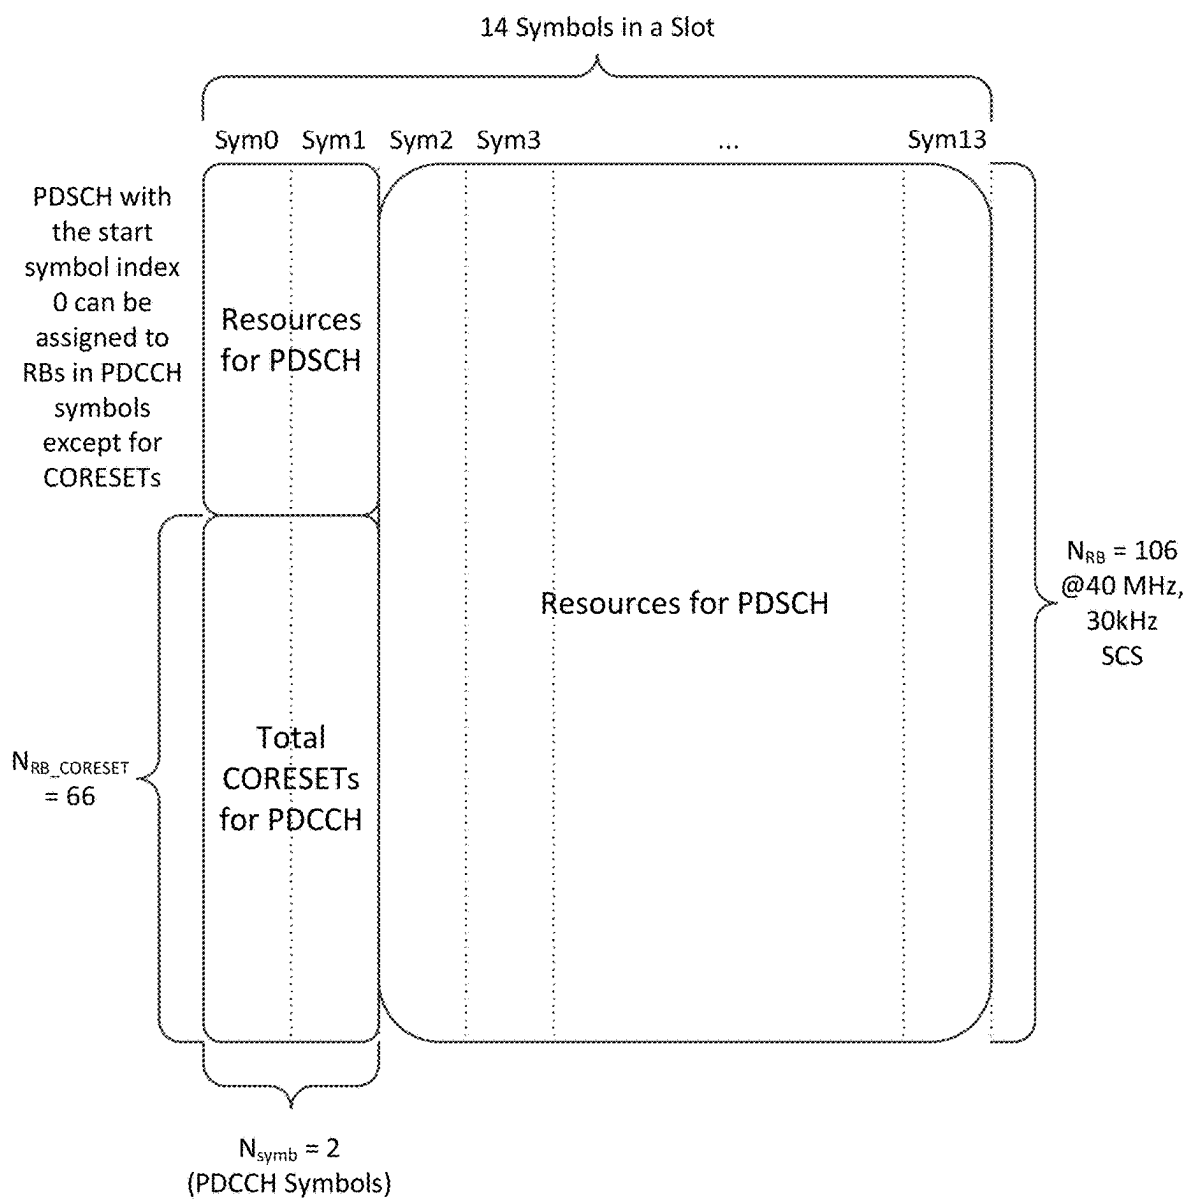 14 Symbols in a Slot
Sym0 Sym1 Sym2 Sym3 ... Sym13
PDSCH with
the start
symbol index
0 can be
assigned to
RBs in PDCCH
symbols
except for
CORESETs
Resources
for PDSCH
Resources for PDSCH
N_RB = 106
@40 MHz,
30kHz
SCS
Total
CORESETs
for PDCCH
N_RB_CORESET
= 66
N_symb = 2
(PDCCH Symbols)